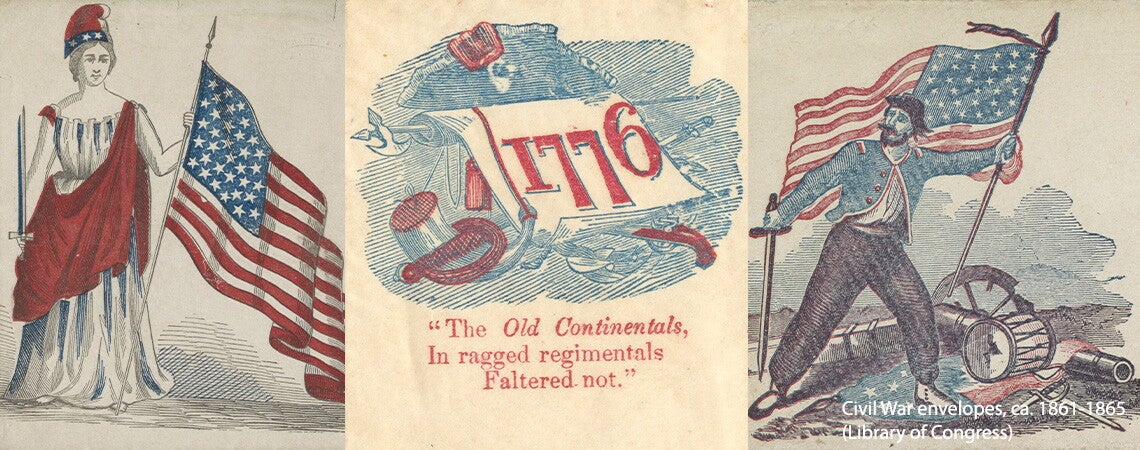 1776
“The Old Continentals,
In ragged regimentals
Faltered not.”
Civil War envelopes, ca. 1861-1865
(Library of Congress)